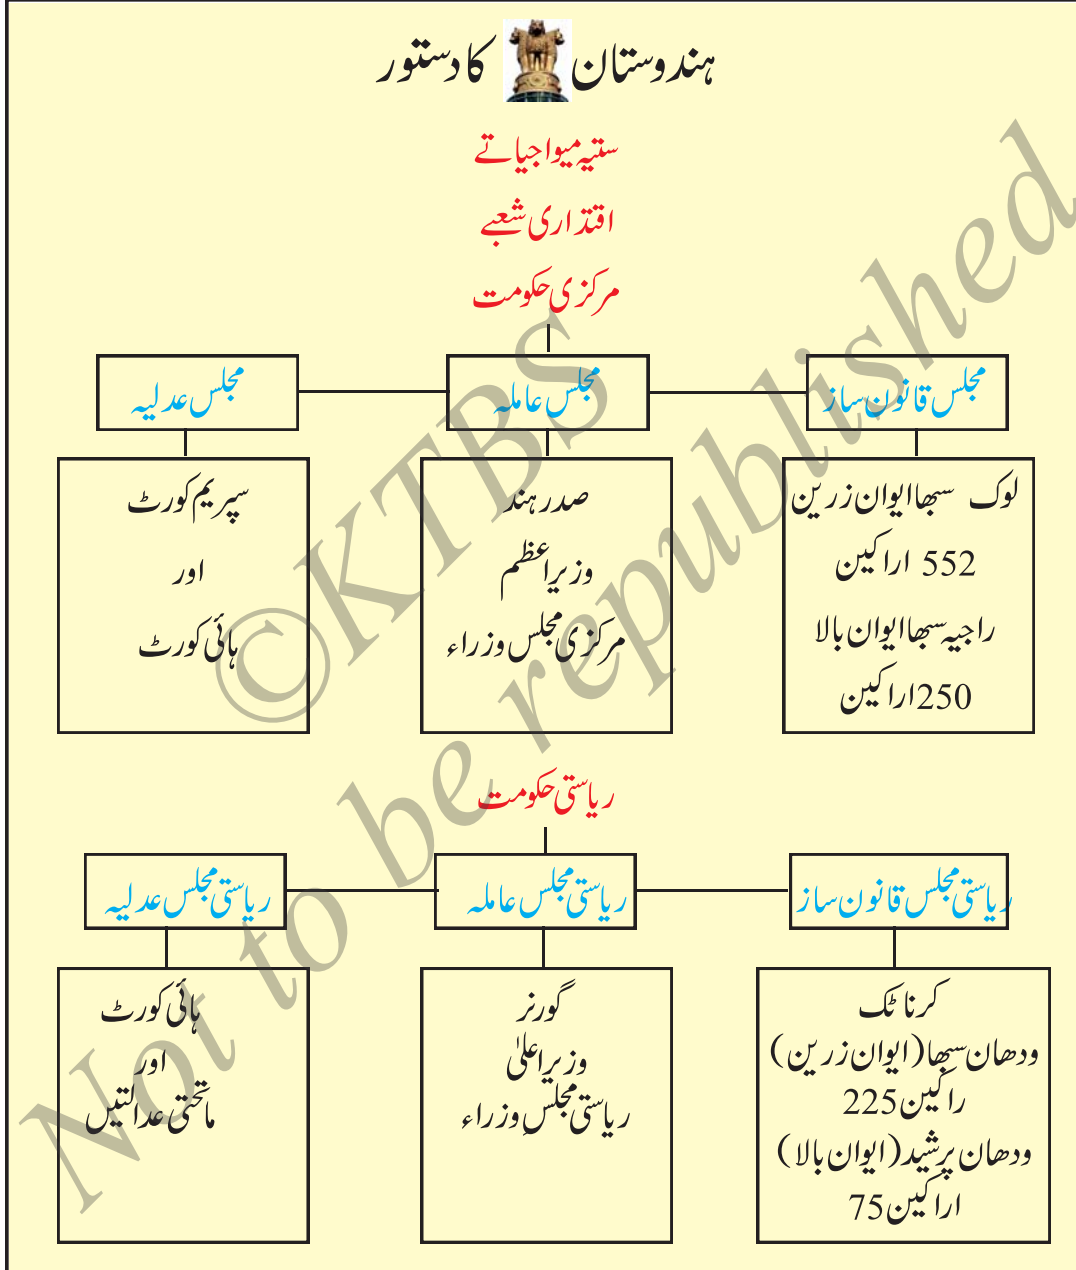 ہندوستان کا دستور
ستیہ میوا جیاتے
اقتداری شعبے
مرکزی حکومت
مجلس قانون ساز
مجلس عاملہ
مجلس عدلیہ
لوک سبھا ایوان زرین
552 اراکین
راجیہ سبھا ایوان بالا
250 اراکین
صدر ہند
وزیر اعظم
مرکزی مجلس وزراء
سپریم کورٹ
اور
ہائی کورٹ
ریاستی حکومت
ریاستی مجلس قانون ساز
ریاستی مجلس عاملہ
ریاستی مجلس عدلیہ
کرناٹک
ودھان سبھا (ایوان زرین)
راکین 225
ودھان پرشید (ایوان بالا)
اراکین 75
گورنر
وزیر اعلیٰ
ریاستی مجلسِ وزراء
ہائی کورٹ
اور
ماتحتی عدالتیں
©KTBS
Not to be republished